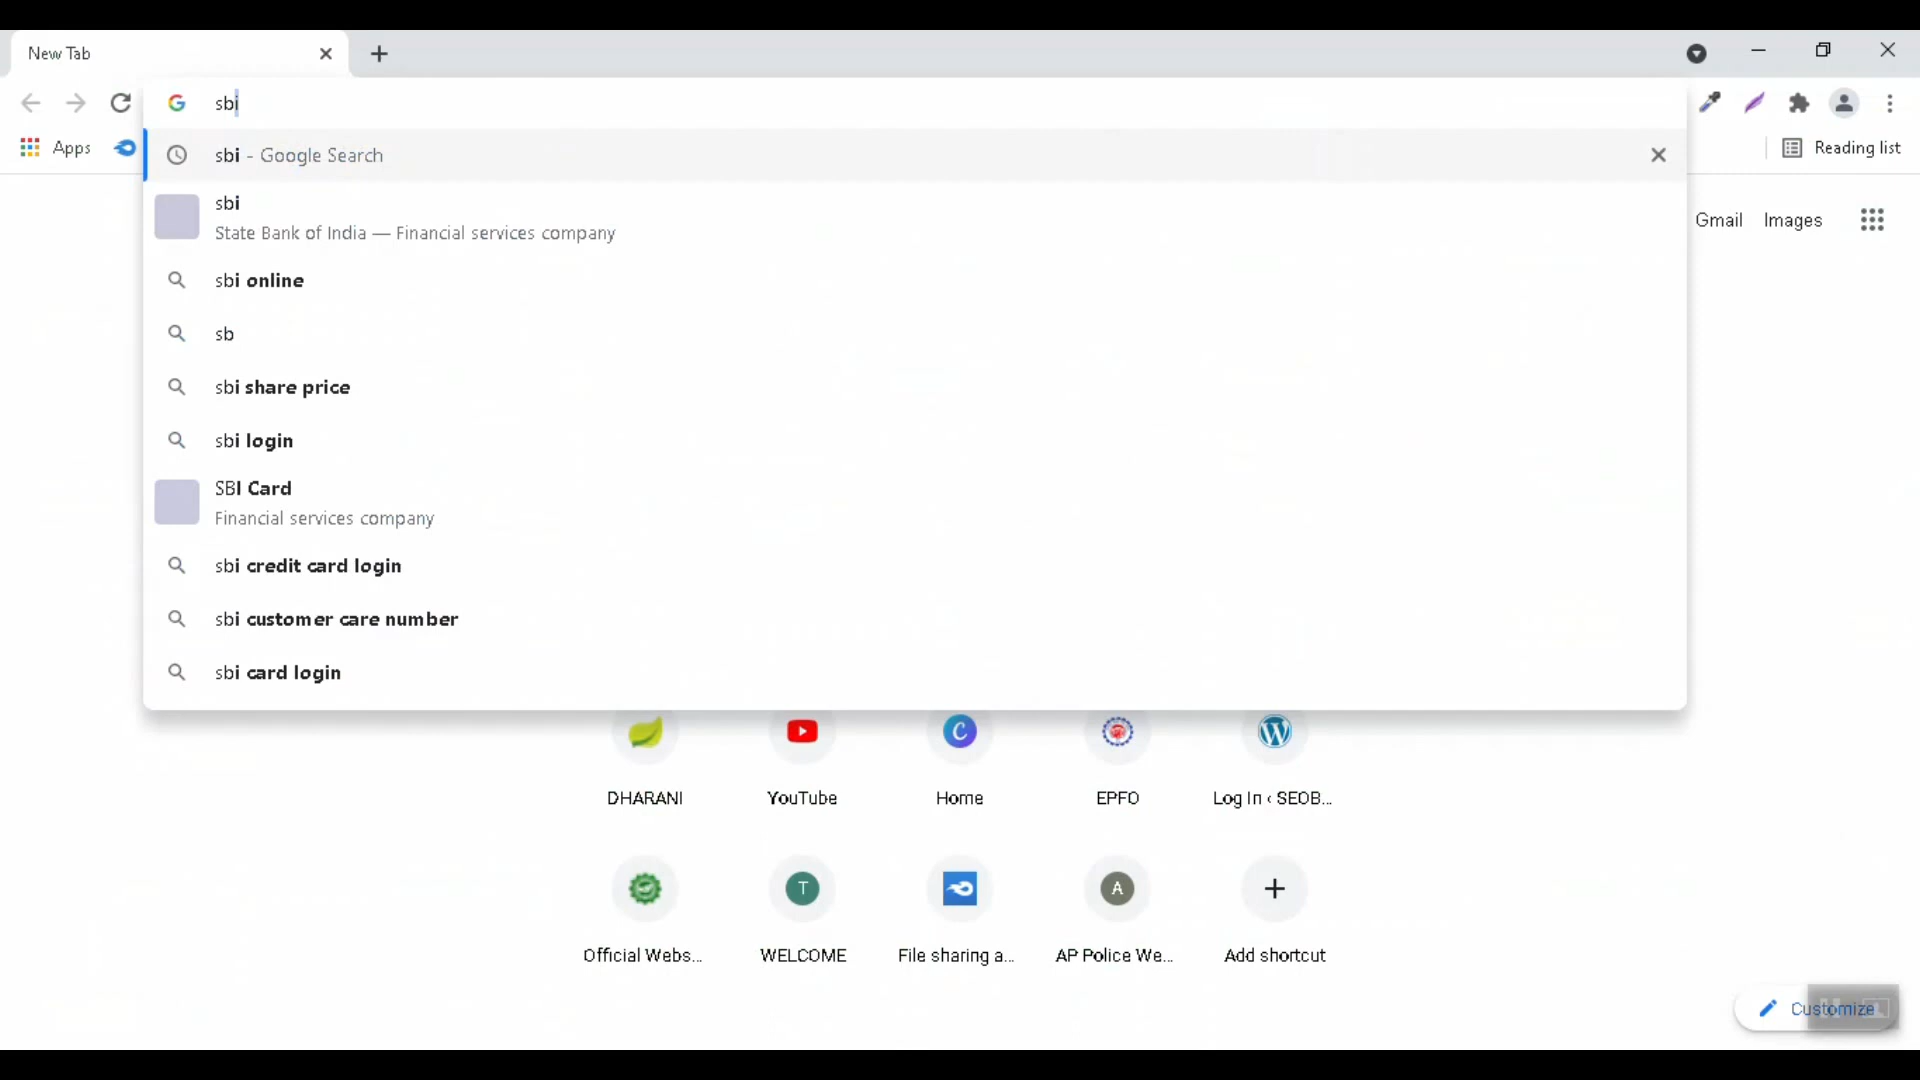 New Tab
sbi
Apps
sbi - Google Search
Reading list
sbi
State Bank of India — Financial services company
Gmail Images
sbi online
sb
sbi share price
sbi login
SBI Card
Financial services company
sbi credit card login
sbi customer care number
sbi card login
DHARANI YouTube Home EPFO Log In ‹ SEOB...
Official Webs... WELCOME File sharing a... AP Police We... Add shortcut
Customize